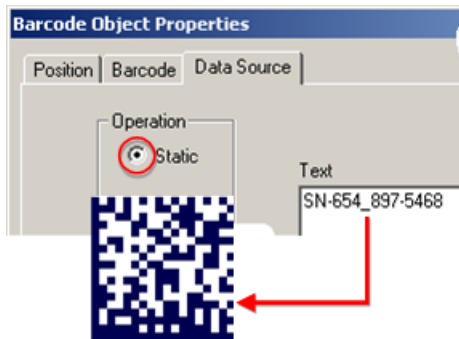 Barcode Object Properties
Position Barcode Data Source
Operation
Static
Text
SN-654_897-5468